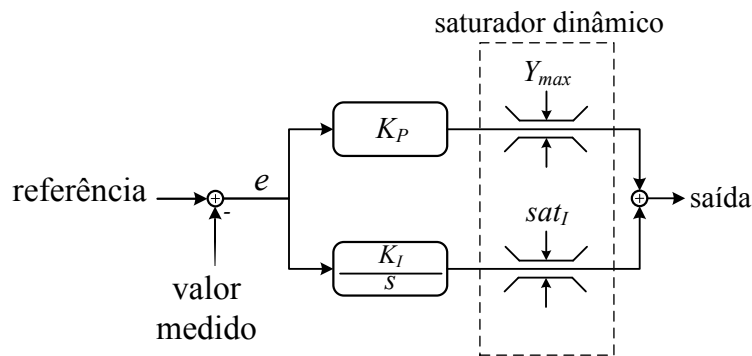 saturador dinâmico
Y_max
K_P
referência
e
+
-
+
saída
sat_I
K_I
s
valor
medido